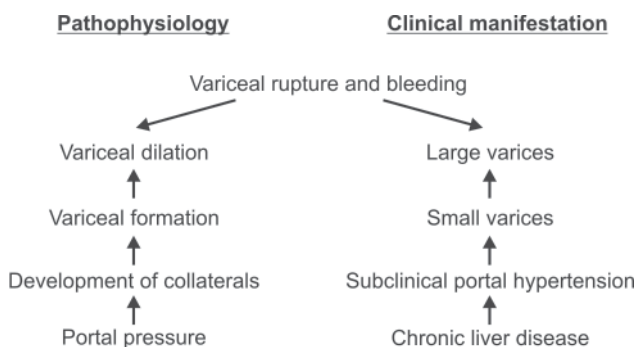 Pathophysiology Clinical manifestation
Variceal rupture and bleeding
Variceal dilation Large varices
Variceal formation Small varices
Development of collaterals Subclinical portal hypertension
Portal pressure Chronic liver disease